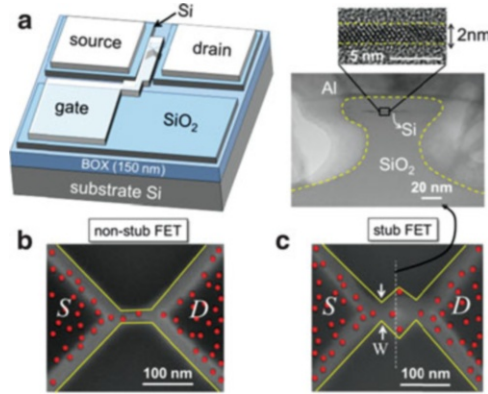 a
Si
source
drain
gate
SiO2
BOX (150 nm)
substrate Si
2nm
5 nm
Al
Si
SiO2
20 nm
b
non-stub FET
S
D
100 nm
c
stub FET
S
D
W
100 nm